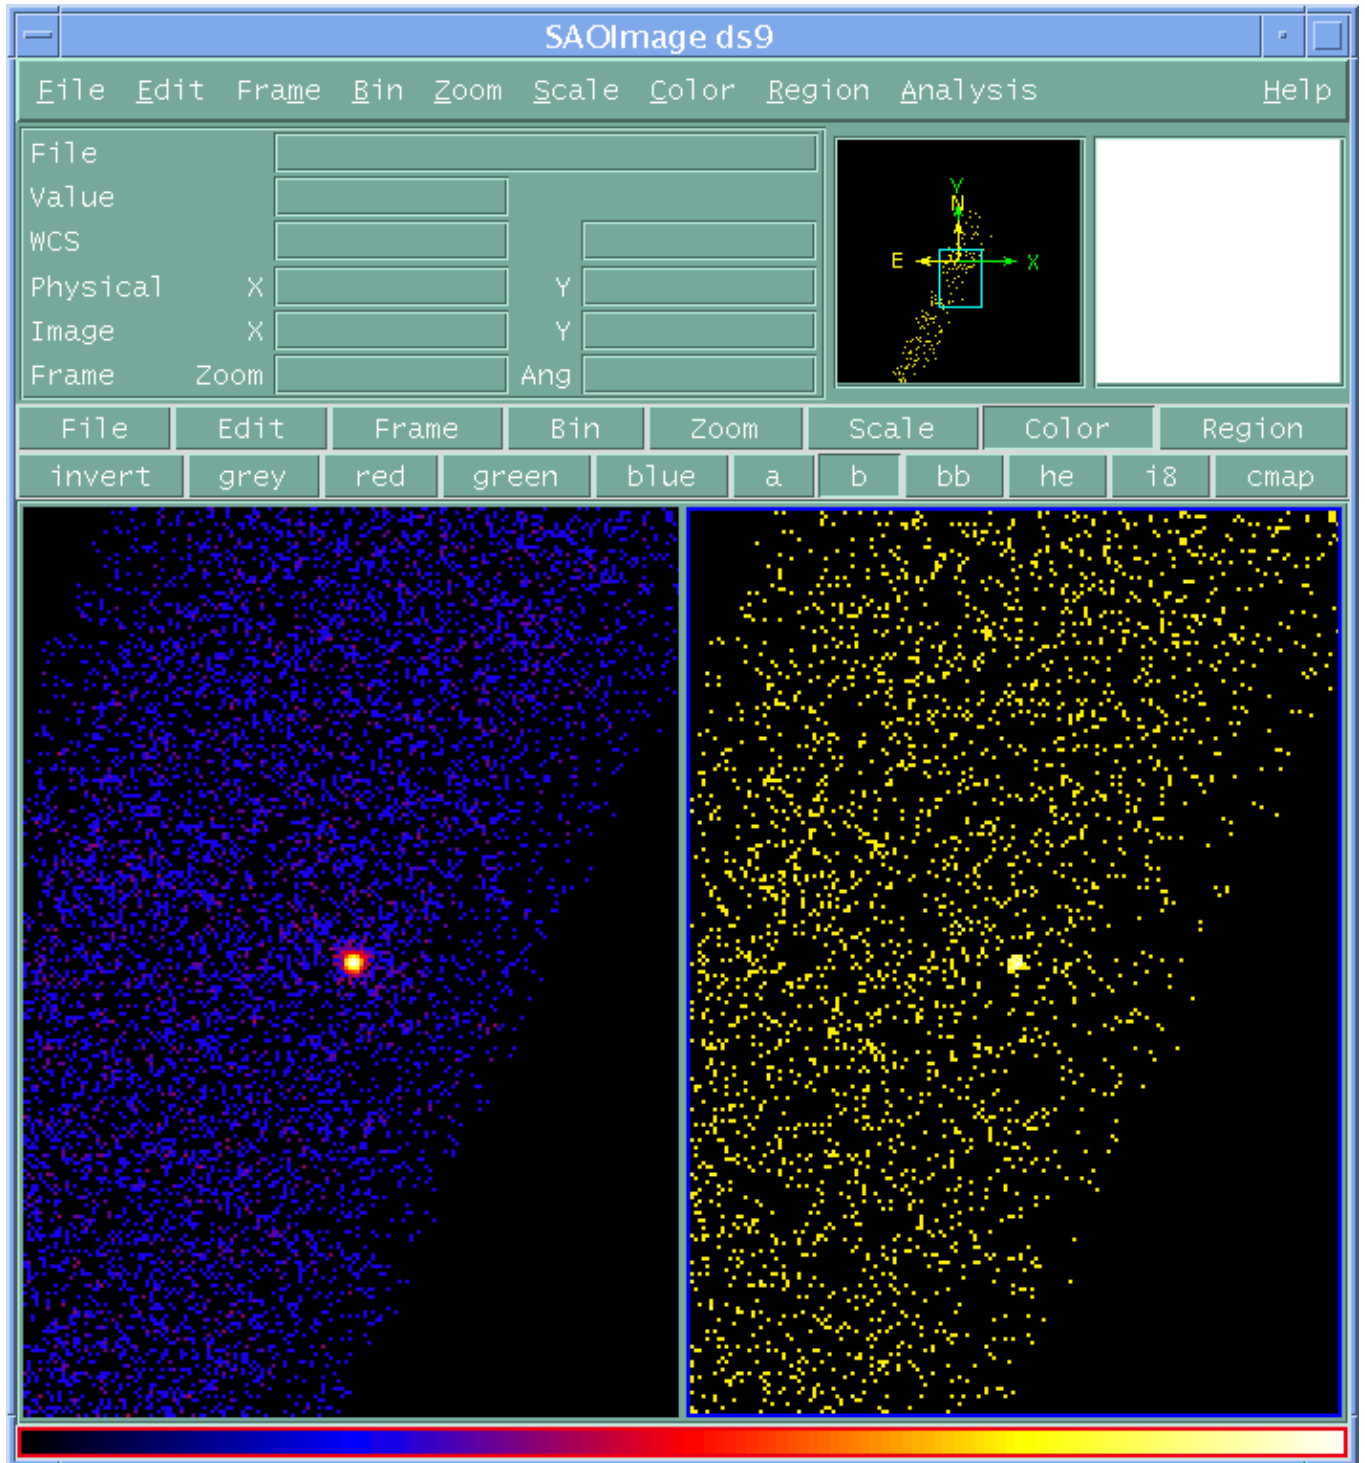 SAOImage ds9
File Edit Frame Bin Zoom Scale Color Region Analysis Help
File
Value
WCS
Physical X Y
Image X Y
Frame Zoom Ang
Y
N
E X
File Edit Frame Bin Zoom Scale Color Region
invert grey red green blue a b bb he i8 cmap